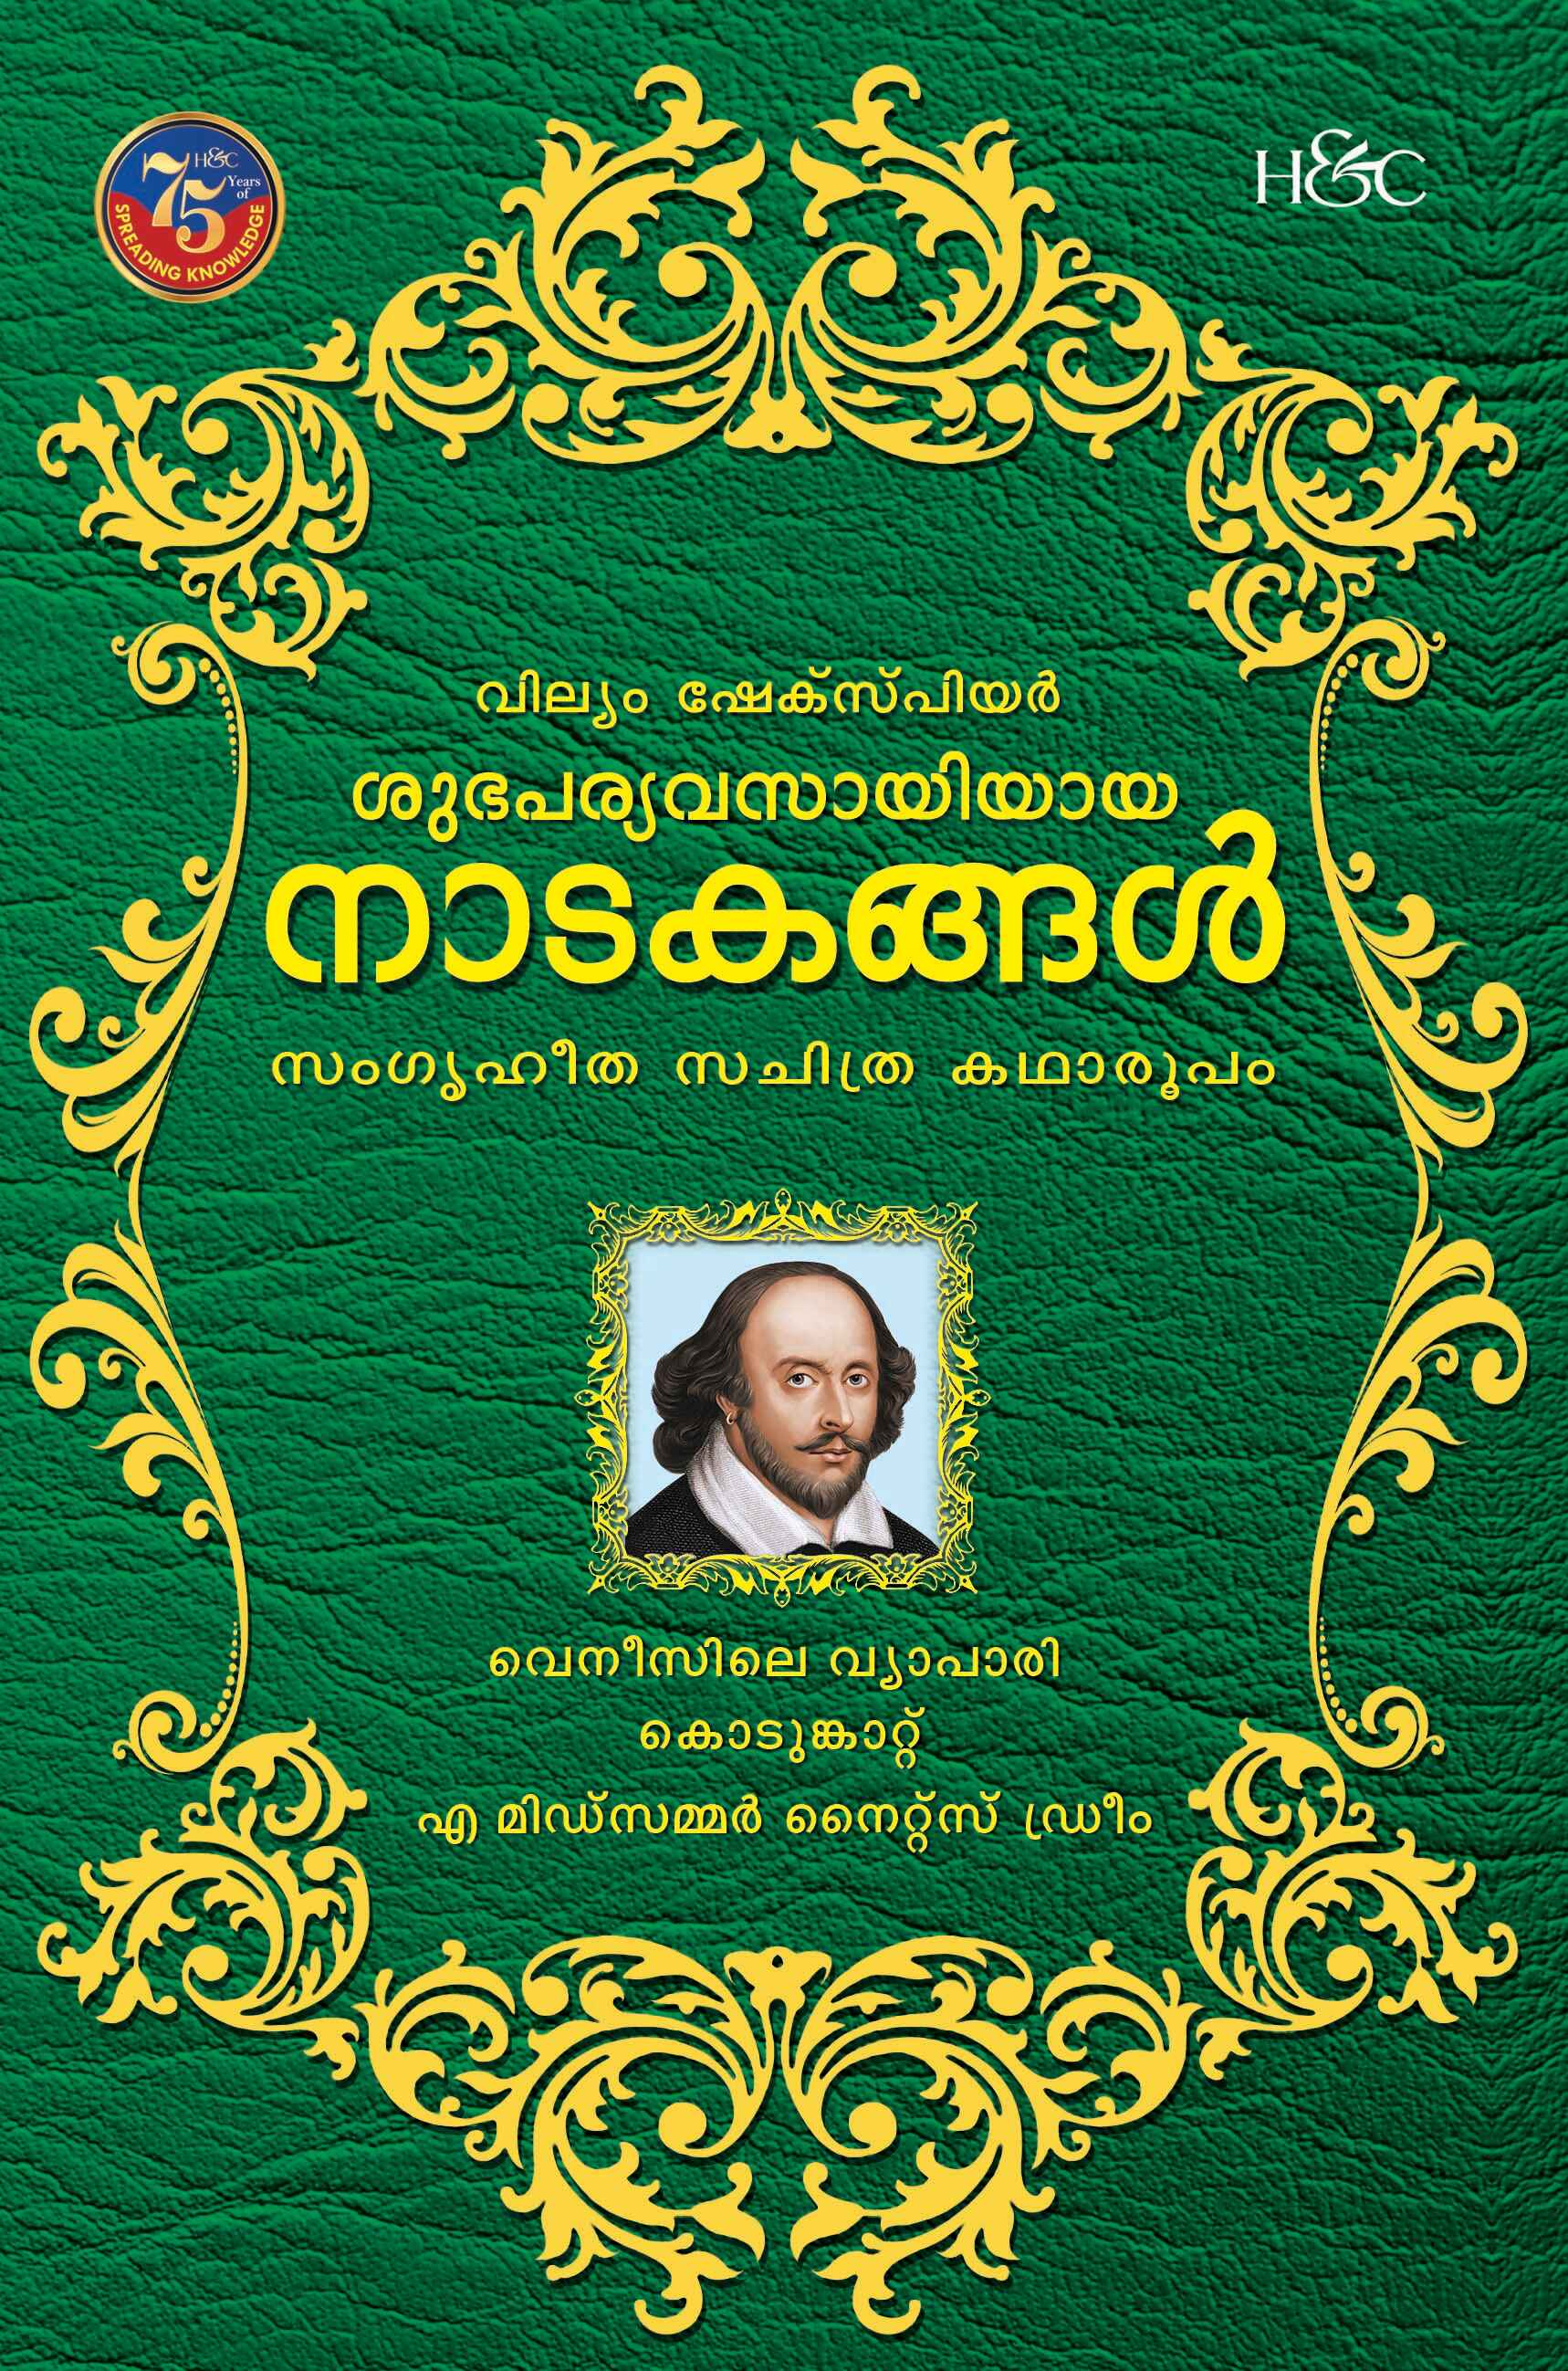 H&C
75
Years
of
SPREADING KNOWLEDGE
H&C
വില്യം ഷേക്സ്പിയർ
ശുഭപര്യവസായിയായ
നാടകങ്ങൾ
സംഗൃഹീത സചിത്ര കഥാരൂപം
വെനീസിലെ വ്യാപാരി
കൊടുങ്കാറ്റ്
എ മിഡ്സമ്മർ നൈറ്റ്സ് ഡ്രീം